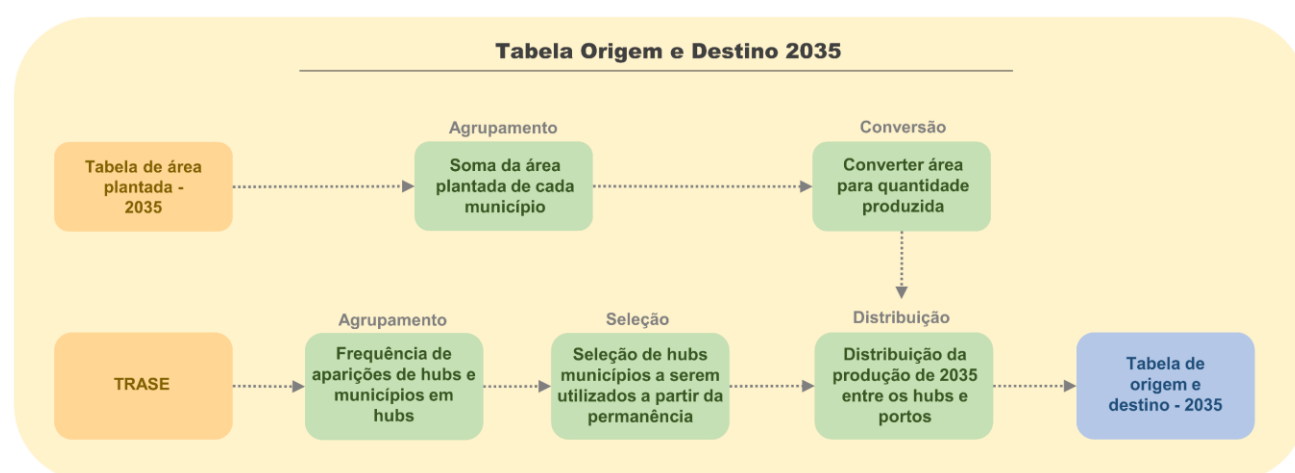 Tabela Origem e Destino 2035
Agrupamento
Conversão
Tabela de área
plantada -
2035
Soma da área
plantada de cada
município
Converter área
para quantidade
produzida
Agrupamento
Seleção
Distribuição
TRASE
Frequência de
aparições de hubs e
municípios em
hubs
Seleção de hubs
municípios a serem
utilizados a partir da
permanência
Distribuição da
produção de 2035
entre os hubs e
portos
Tabela de
origem e
destino - 2035